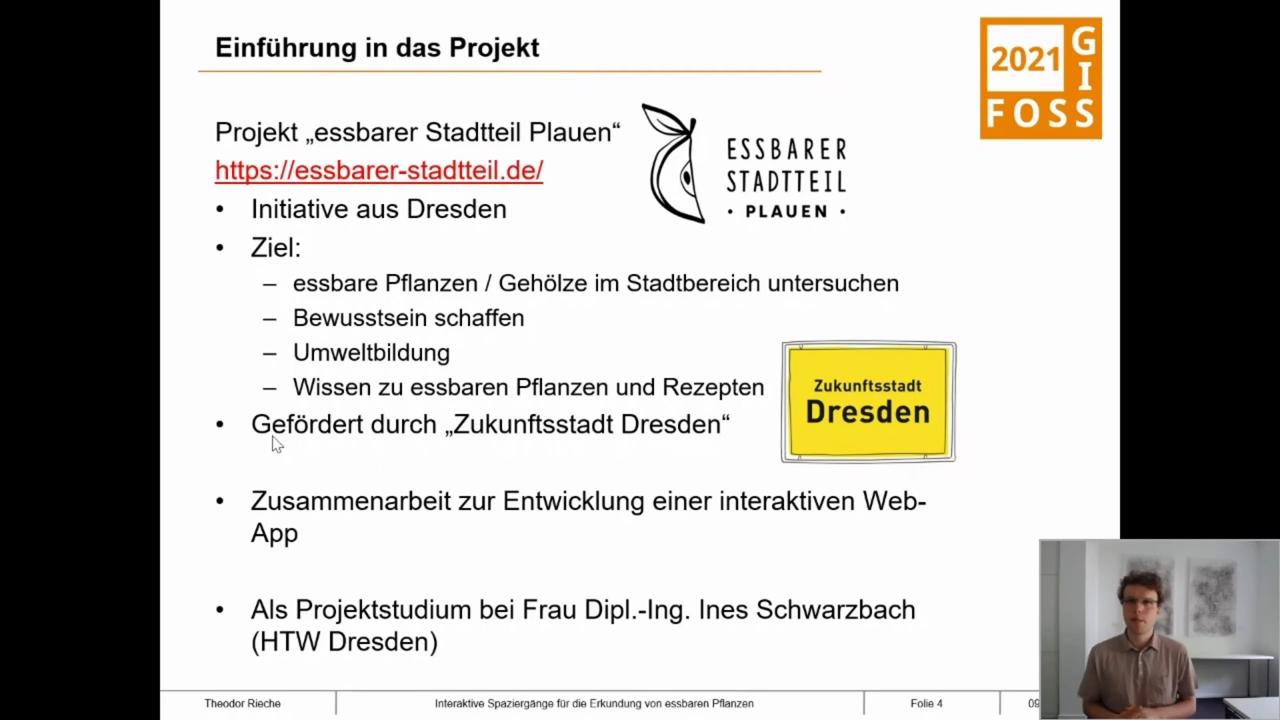 Einführung in das Projekt
2021
GIS
FOSS
Projekt „essbarer Stadtteil Plauen“
https://essbarer-stadtteil.de/
ESSBARER
STADTTEIL
• PLAUEN •
• Initiative aus Dresden
• Ziel:
– essbare Pflanzen / Gehölze im Stadtbereich untersuchen
– Bewusstsein schaffen
– Umweltbildung
– Wissen zu essbaren Pflanzen und Rezepten
Zukunftsstadt
Dresden
• Gefördert durch „Zukunftsstadt Dresden“
• Zusammenarbeit zur Entwicklung einer interaktiven Web-
App
• Als Projektstudium bei Frau Dipl.-Ing. Ines Schwarzbach
(HTW Dresden)
Theodor Rieche
Interaktive Spaziergänge für die Erkundung von essbaren Pflanzen
Folie 4
09